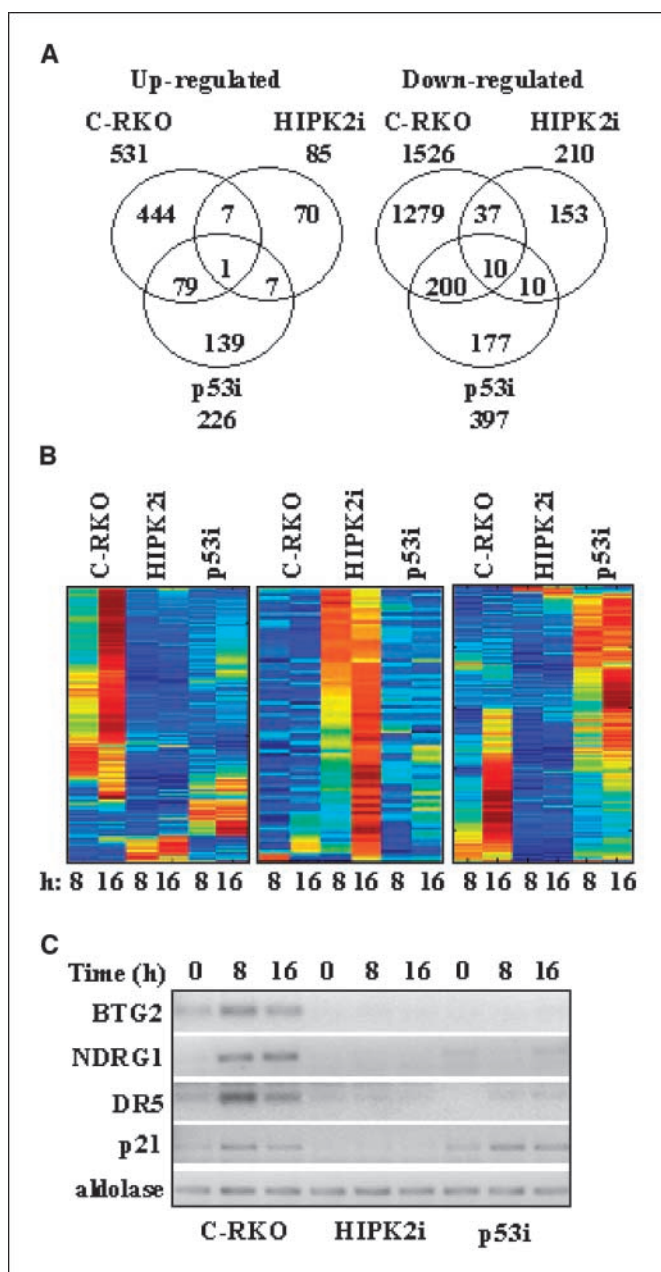 A
Up-regulated Down-regulated
C-RKO HIPK2i C-RKO HIPK2i
531 85 1526 210
444 7 70 1279 37 153
1 10
79 7 200 10
139 177
p53i p53i
226 397
B
C-RKO HIPK2i p53i C-RKO HIPK2i p53i C-RKO HIPK2i p53i
h: 8 16 8 16 8 16 8 16 8 16 8 16 8 16 8 16 8 16
C
Time (h) 0 8 16 0 8 16 0 8 16
BTG2
NDRG1
DR5
p21
aldolase
C-RKO HIPK2i p53i